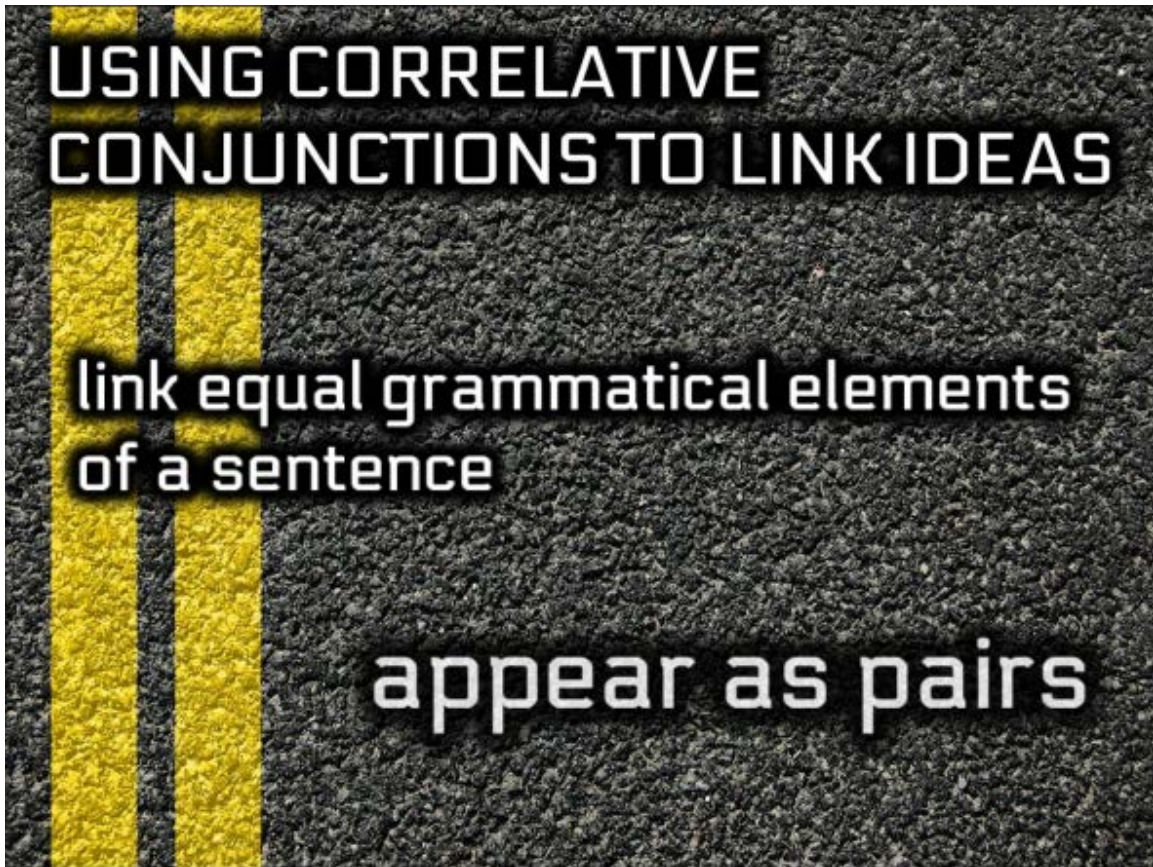 USING CORRELATIVE
CONJUNCTIONS TO LINK IDEAS
link equal grammatical elements
of a sentence
appear as pairs